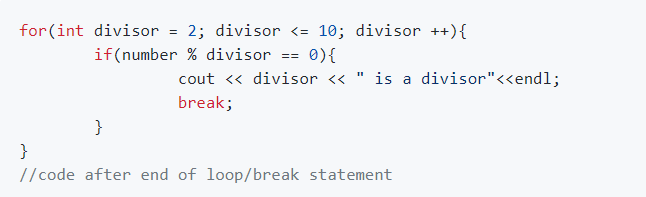 for(int divisor = 2; divisor <= 10; divisor ++){
if(number % divisor == 0){
cout << divisor << " is a divisor"<<endl;
break;
}
}
//code after end of loop/break statement